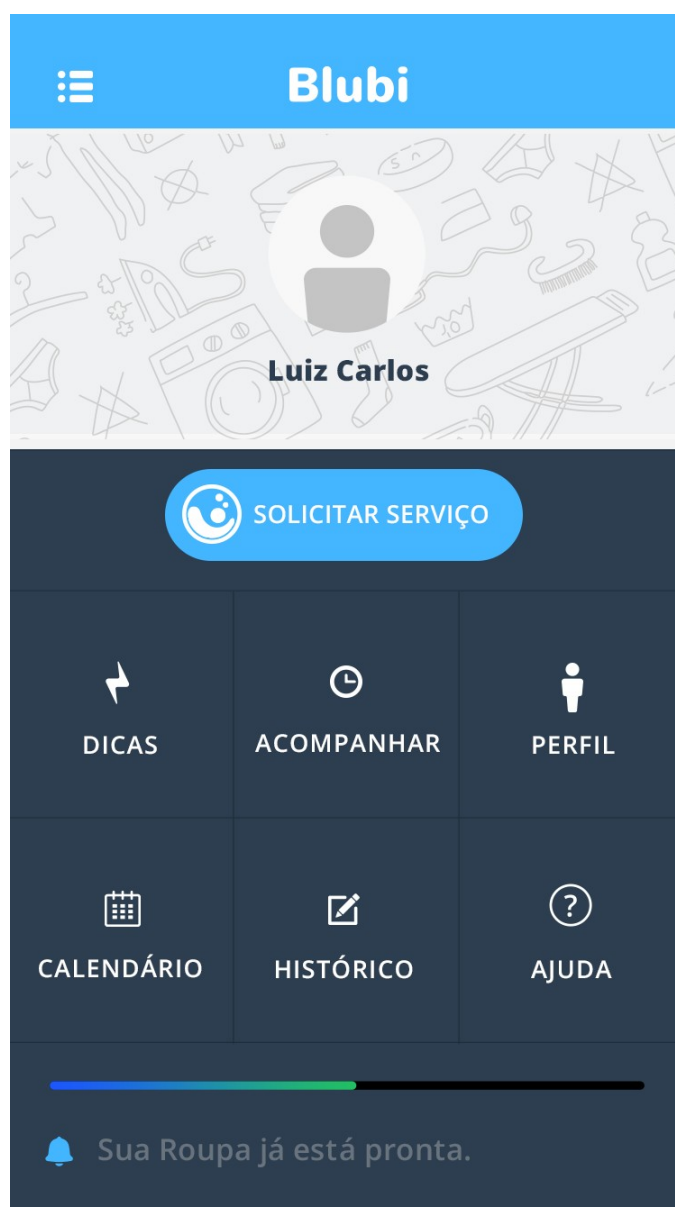 Blubi
Luiz Carlos
SOLICITAR SERVIÇO
DICAS
ACOMPANHAR
PERFIL
CALENDÁRIO
HISTÓRICO
AJUDA
Sua Roupa já está pronta.